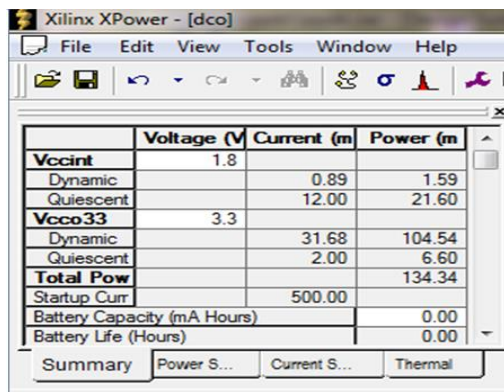 Xilinx XPower - [dco]
File Edit View Tools Window Help
Voltage (V Current (m Power (m
Vccint 1.8
Dynamic 0.89 1.59
Quiescent 12.00 21.60
Vcco33 3.3
Dynamic 31.68 104.54
Quiescent 2.00 6.60
Total Pow 134.34
Startup Curr 500.00
Battery Capacity (mA Hours) 0.00
Battery Life (Hours) 0.00
Summary Power S... Current S... Thermal